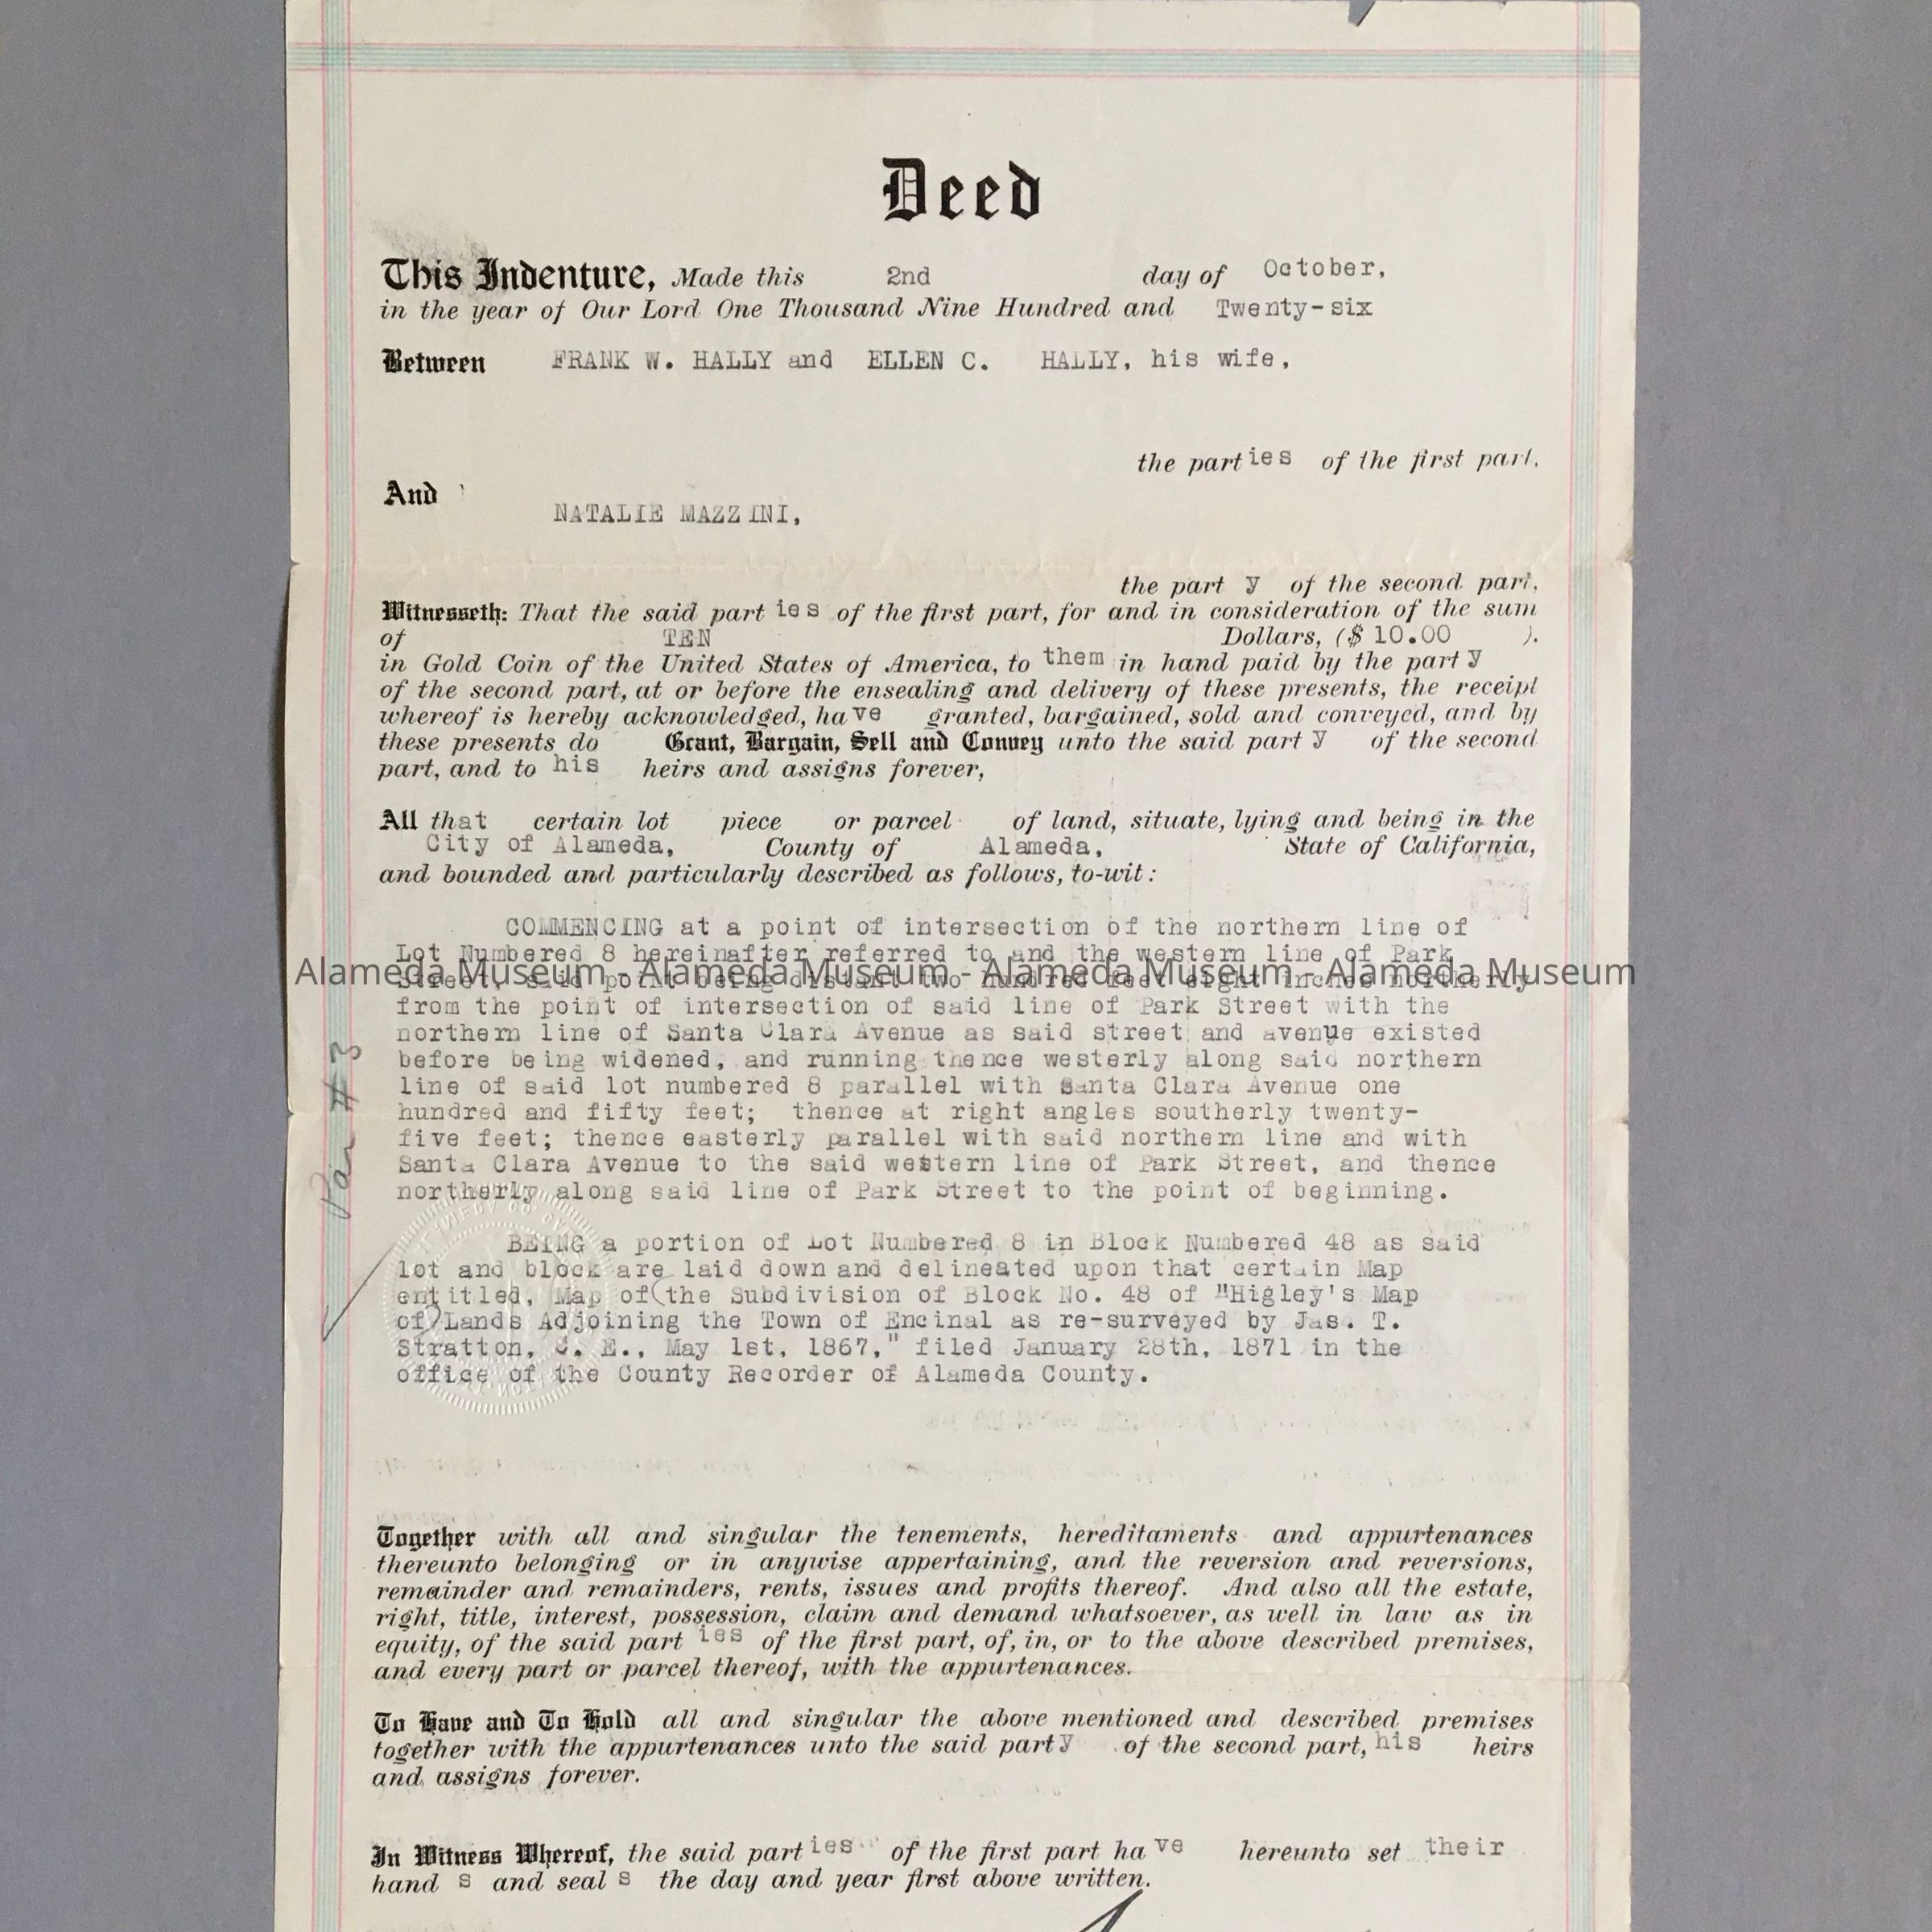 Deed
This Indenture, Made this 2nd day of October,
in the year of Our Lord One Thousand Nine Hundred and Twenty-six
Between FRANK W. HALLY and ELLEN C. HALLY, his wife,
the parties of the first part,
And
NATALIE MAZZINI,
the party of the second part,
Witnesseth: That the said parties of the first part, for and in consideration of the sum
of TEN Dollars, ($ 10.00 ).
in Gold Coin of the United States of America, to them in hand paid by the party
of the second part, at or before the ensealing and delivery of these presents, the receipt
whereof is hereby acknowledged, have granted, bargained, sold and conveyed, and by
these presents do Grant, Bargain, Sell and Convey unto the said party of the second
part, and to his heirs and assigns forever,
All that certain lot piece or parcel of land, situate, lying and being in the
City of Alameda, County of Alameda, State of California,
and bounded and particularly described as follows, to-wit:
COMMENCING at a point of intersection of the northern line of
Lot Numbered 8 hereinafter referred to and the western line of Park
Alameda Museum - Alameda Museum - Alameda Museum - Alameda Museum
Street, said point being distant two hundred feet eight inches northerly
from the point of intersection of said line of Park Street with the
northern line of Santa Clara Avenue as said street and avenue existed
before being widened, and running thence westerly along said northern
line of said lot numbered 8 parallel with Santa Clara Avenue one
hundred and fifty feet; thence at right angles southerly twenty-
five feet; thence easterly parallel with said northern line and with
Santa Clara Avenue to the said western line of Park Street, and thence
northerly along said line of Park Street to the point of beginning.
BEING a portion of Lot Numbered 8 in Block Numbered 48 as said
lot and block are laid down and delineated upon that certain Map
entitled, Map of (the Subdivision of Block No. 48 of "Higley's Map
of) Lands Adjoining the Town of Encinal as re-surveyed by Jas. T.
Stratton, C. E., May 1st, 1867," filed January 28th, 1871 in the
office of the County Recorder of Alameda County.
Together with all and singular the tenements, hereditaments and appurtenances
thereunto belonging or in anywise appertaining, and the reversion and reversions,
remainder and remainders, rents, issues and profits thereof. And also all the estate,
right, title, interest, possession, claim and demand whatsoever, as well in law as in
equity, of the said parties of the first part, of, in, or to the above described premises,
and every part or parcel thereof, with the appurtenances.
To Have and To Hold all and singular the above mentioned and described premises
together with the appurtenances unto the said party of the second part, his heirs
and assigns forever.
In Witness Whereof, the said parties of the first part have hereunto set their
hand s and seal s the day and year first above written.
# 3